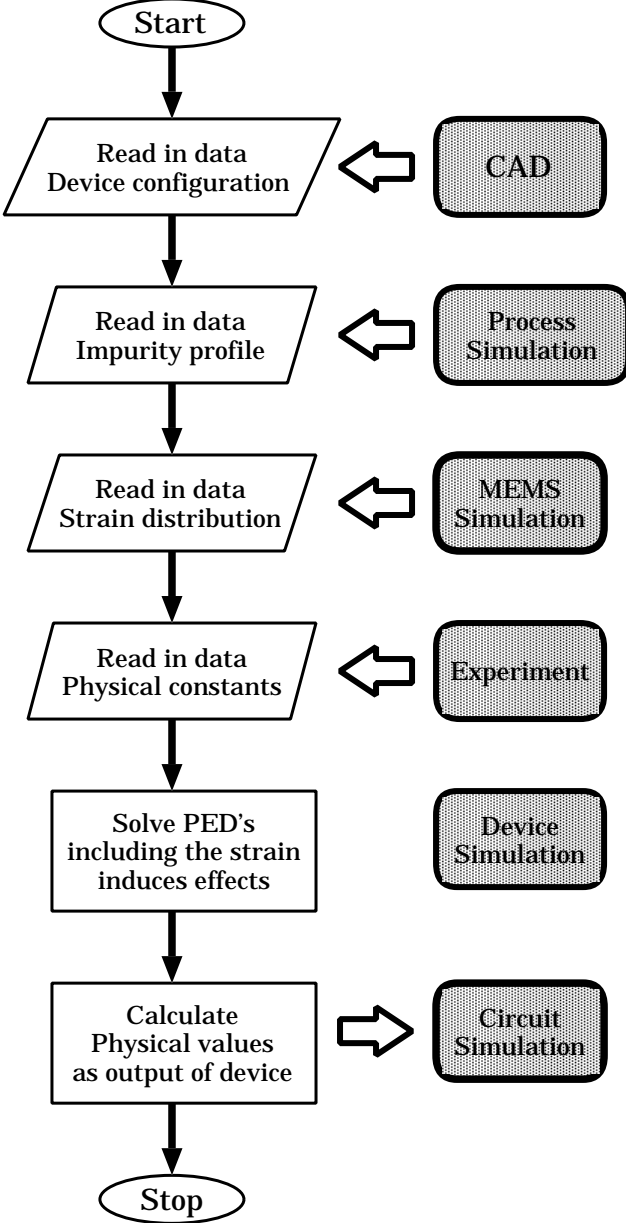 Start
Read in data
Device configuration
CAD
Read in data
Impurity profile
Process
Simulation
Read in data
Strain distribution
MEMS
Simulation
Read in data
Physical constants
Experiment
Solve PED's
including the strain
induces effects
Device
Simulation
Calculate
Physical values
as output of device
Circuit
Simulation
Stop